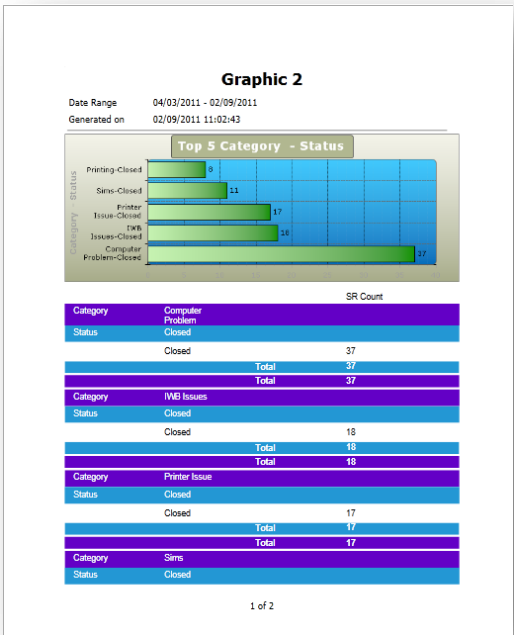 Graphic 2
Date Range 04/03/2011 - 02/09/2011
Generated on 02/09/2011 11:02:43
Top 5 Category - Status
Category - Status
Printing-Closed 8
Sims-Closed 11
Printer
Issue-Closed 17
IWB
Issues-Closed 18
Computer
Problem-Closed 37
SR Count
Category Computer
Problem
Status Closed
Closed 37
Total 37
Total 37
Category IWB Issues
Status Closed
Closed 18
Total 18
Total 18
Category Printer Issue
Status Closed
Closed 17
Total 17
Total 17
Category Sims
Status Closed
1 of 2